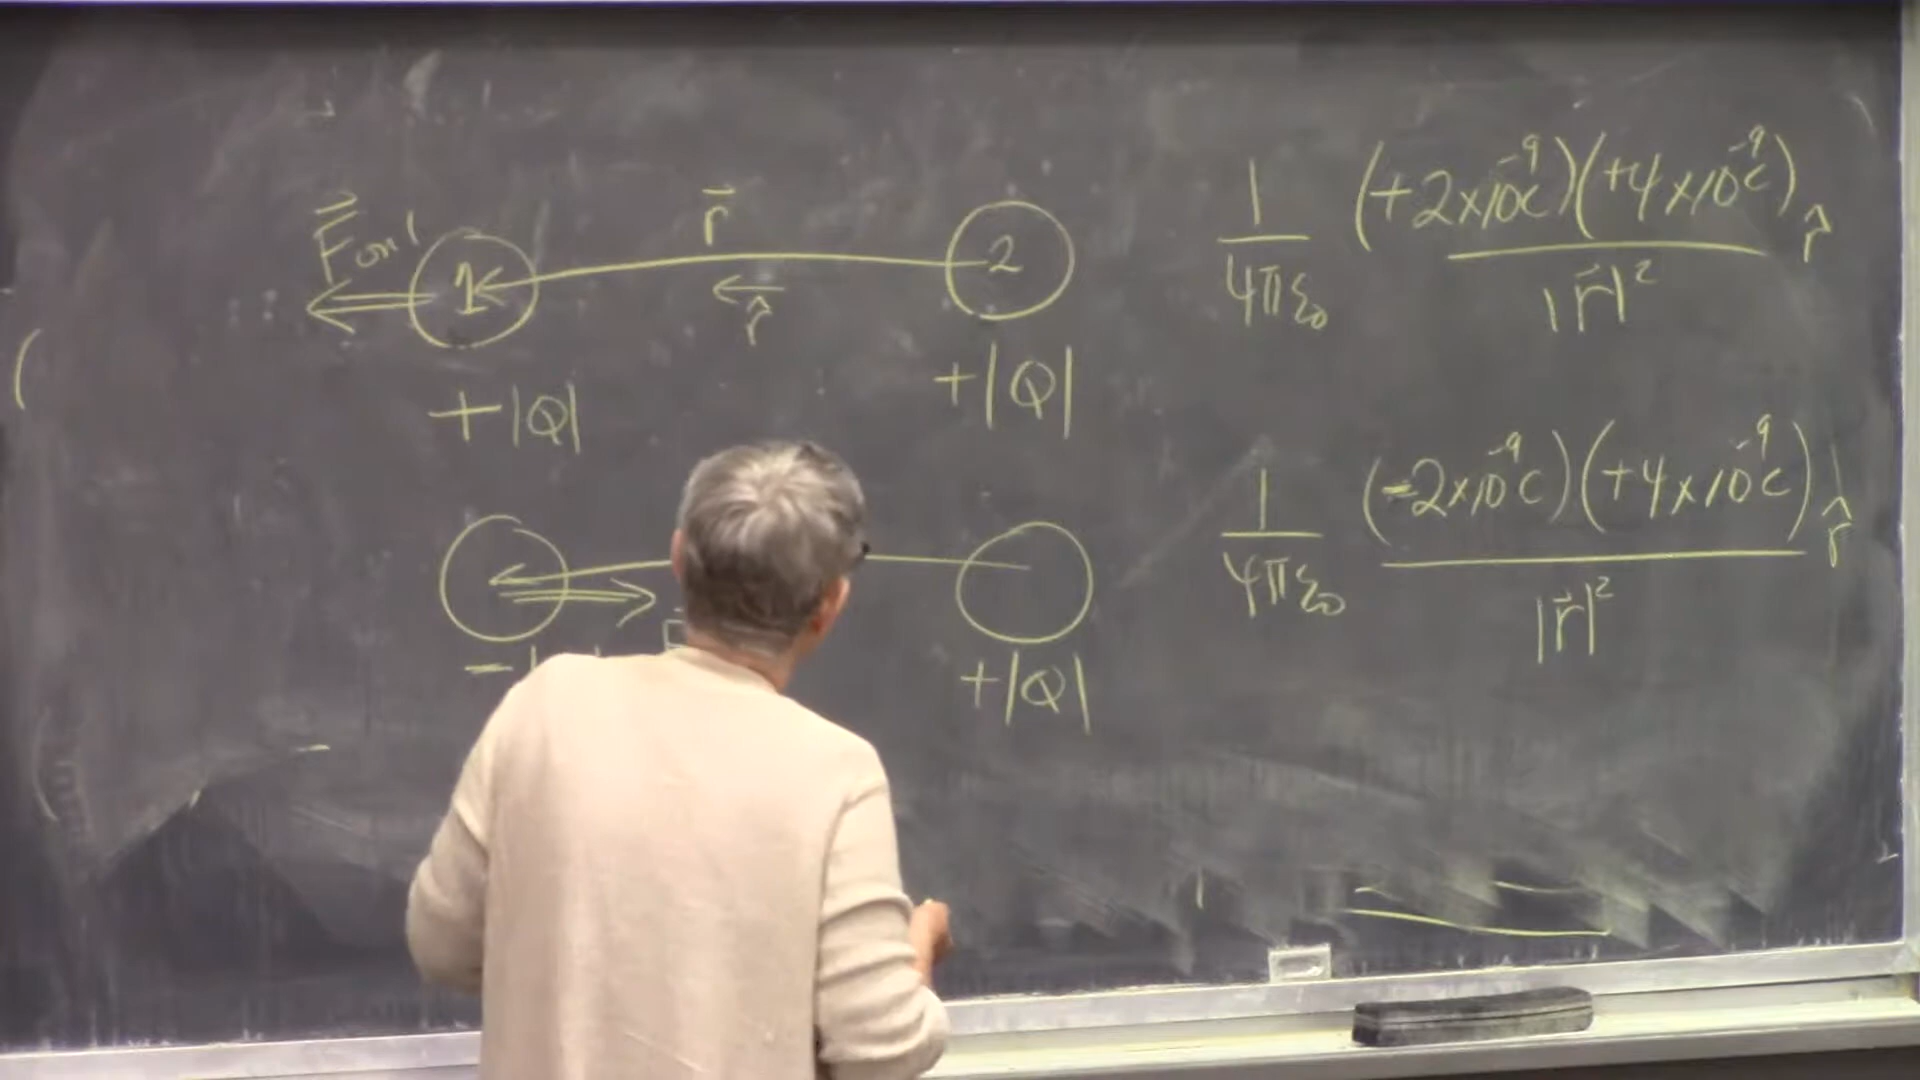 F⃗on 1
1
r⃗
r̂
2
+|Q|
+|Q|
1/4πε₀ (+2×10⁻⁹C)(+4×10⁻⁹C)/|r⃗|² r̂
-|
+|Q|
1/4πε₀ (-2×10⁻⁹C)(+4×10⁻⁹C)/|r⃗|² r̂